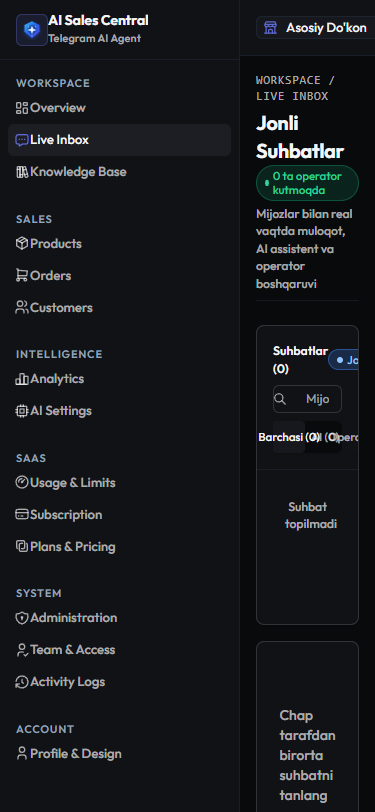 AI Sales Central
Telegram AI Agent
WORKSPACE
Overview
Live Inbox
Knowledge Base
SALES
Products
Orders
Customers
INTELLIGENCE
Analytics
AI Settings
SAAS
Usage & Limits
Subscription
Plans & Pricing
SYSTEM
Administration
Team & Access
Activity Logs
ACCOUNT
Profile & Design
Asosiy Do'kon
WORKSPACE /
LIVE INBOX
Jonli
Suhbatlar
0 ta operator
kutmoqda
Mijozlar bilan real
vaqtda muloqot,
AI assistent va
operator
boshqaruvi
Suhbatlar
(0)
Jo
Mijo
Barchasi (0)
Suhbat
topilmadi
Chap
tarafdan
birorta
suhbatni
tanlang